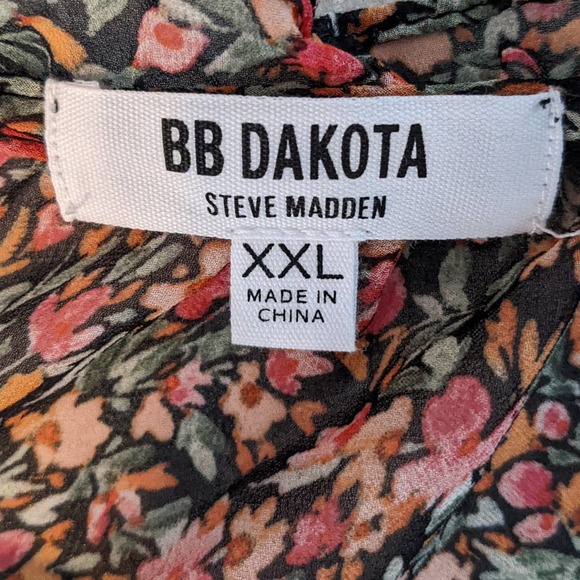 BB DAKOTA
STEVE MADDEN
XXL
MADE IN
CHINA